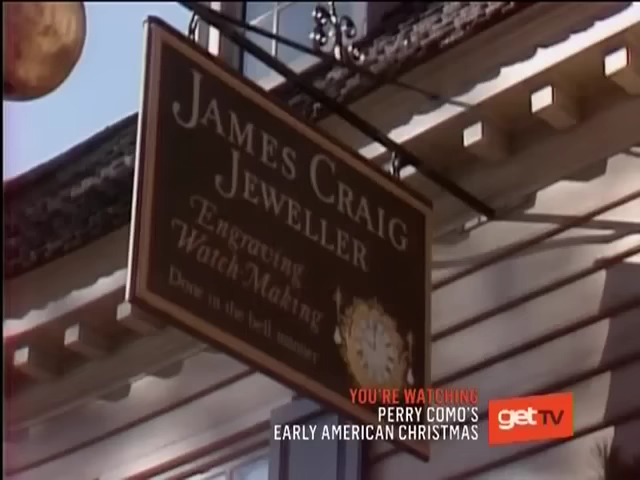 JAMES CRAIG
JEWELLER
Engraving
Watch-Making
Done in the best manner
YOU'RE WATCHING
PERRY COMO'S
EARLY AMERICAN CHRISTMAS
getTV